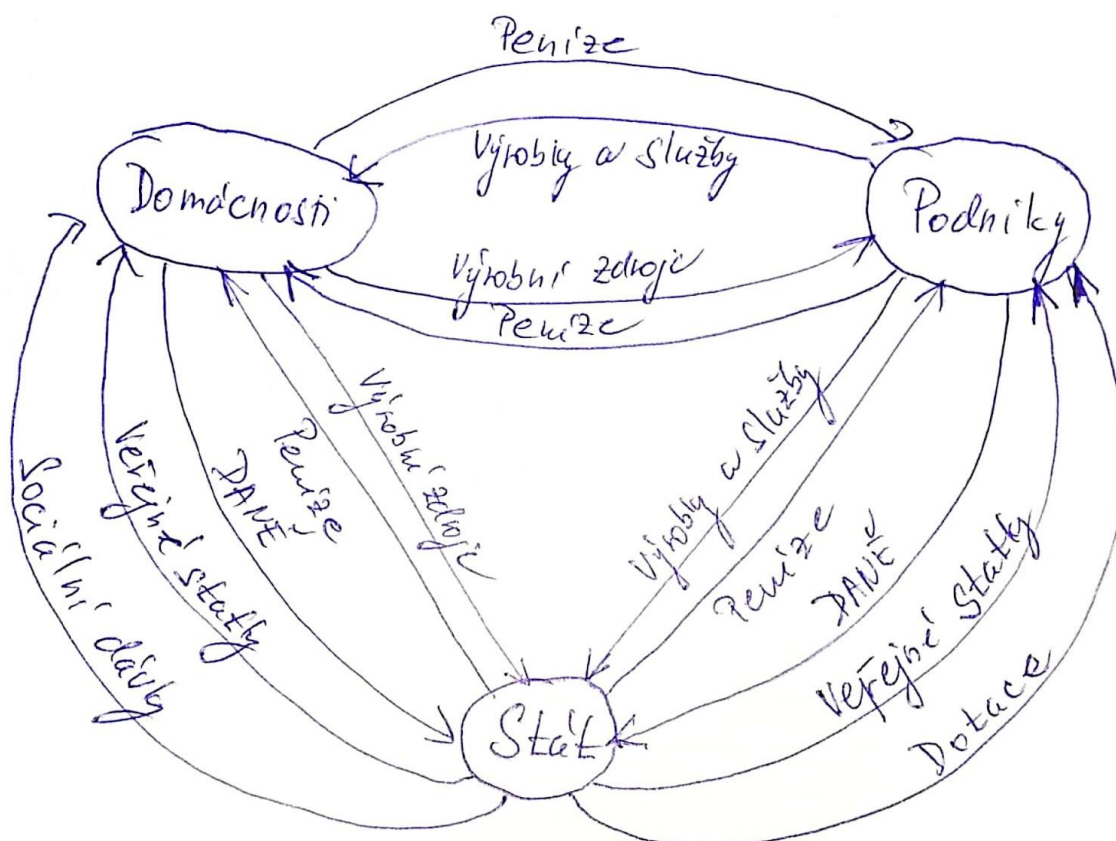 Peníze
Výrobky a služby
Domácnosti
Podniky
Výrobní zdroje
Peníze
Sociální dávky
Veřejné statky
DANĚ
Peníze
Výrobní zdroje
Výrobky a služby
Peníze
DANĚ
Veřejné statky
Dotace
Stát